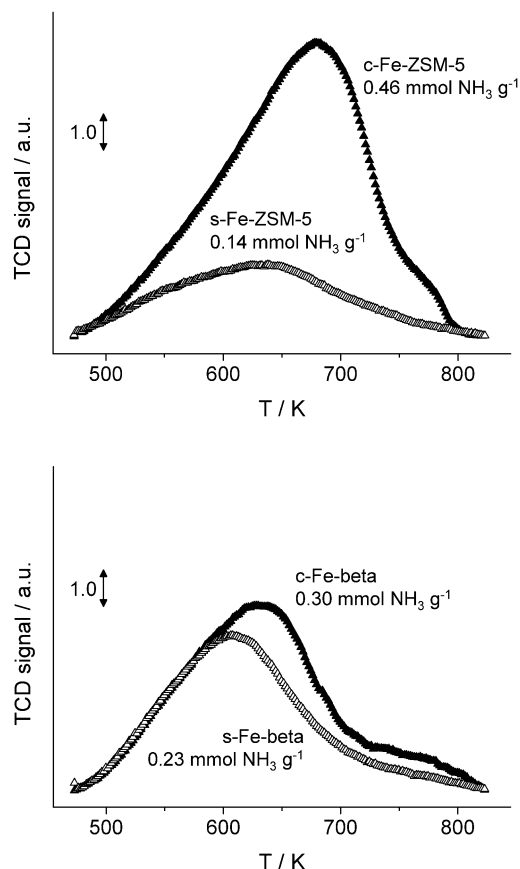 TCD signal / a.u.
1.0
c-Fe-ZSM-5
0.46 mmol NH₃ g⁻¹
s-Fe-ZSM-5
0.14 mmol NH₃ g⁻¹
500 600 700 800
T / K
TCD signal / a.u.
1.0
c-Fe-beta
0.30 mmol NH₃ g⁻¹
s-Fe-beta
0.23 mmol NH₃ g⁻¹
500 600 700 800
T / K